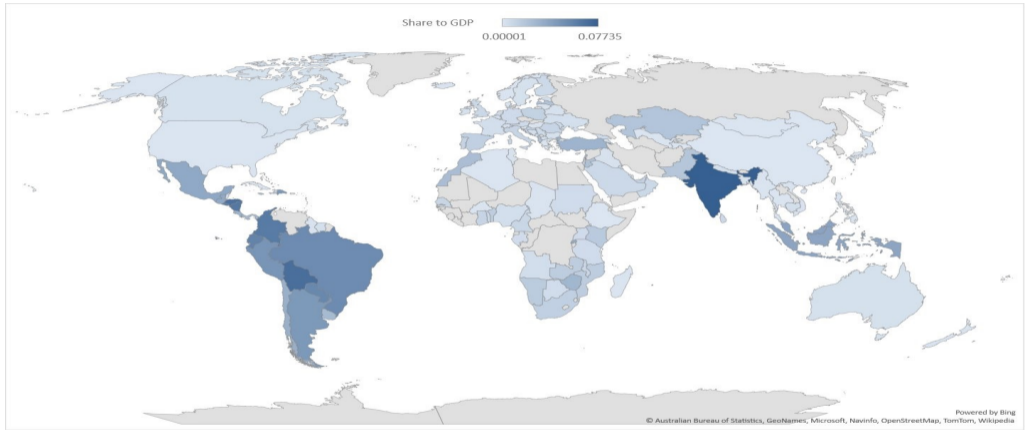 Share to GDP
0.00001 0.07735
Powered by Bing
© Australian Bureau of Statistics, GeoNames, Microsoft, Navinfo, OpenStreetMap, TomTom, Wikipedia